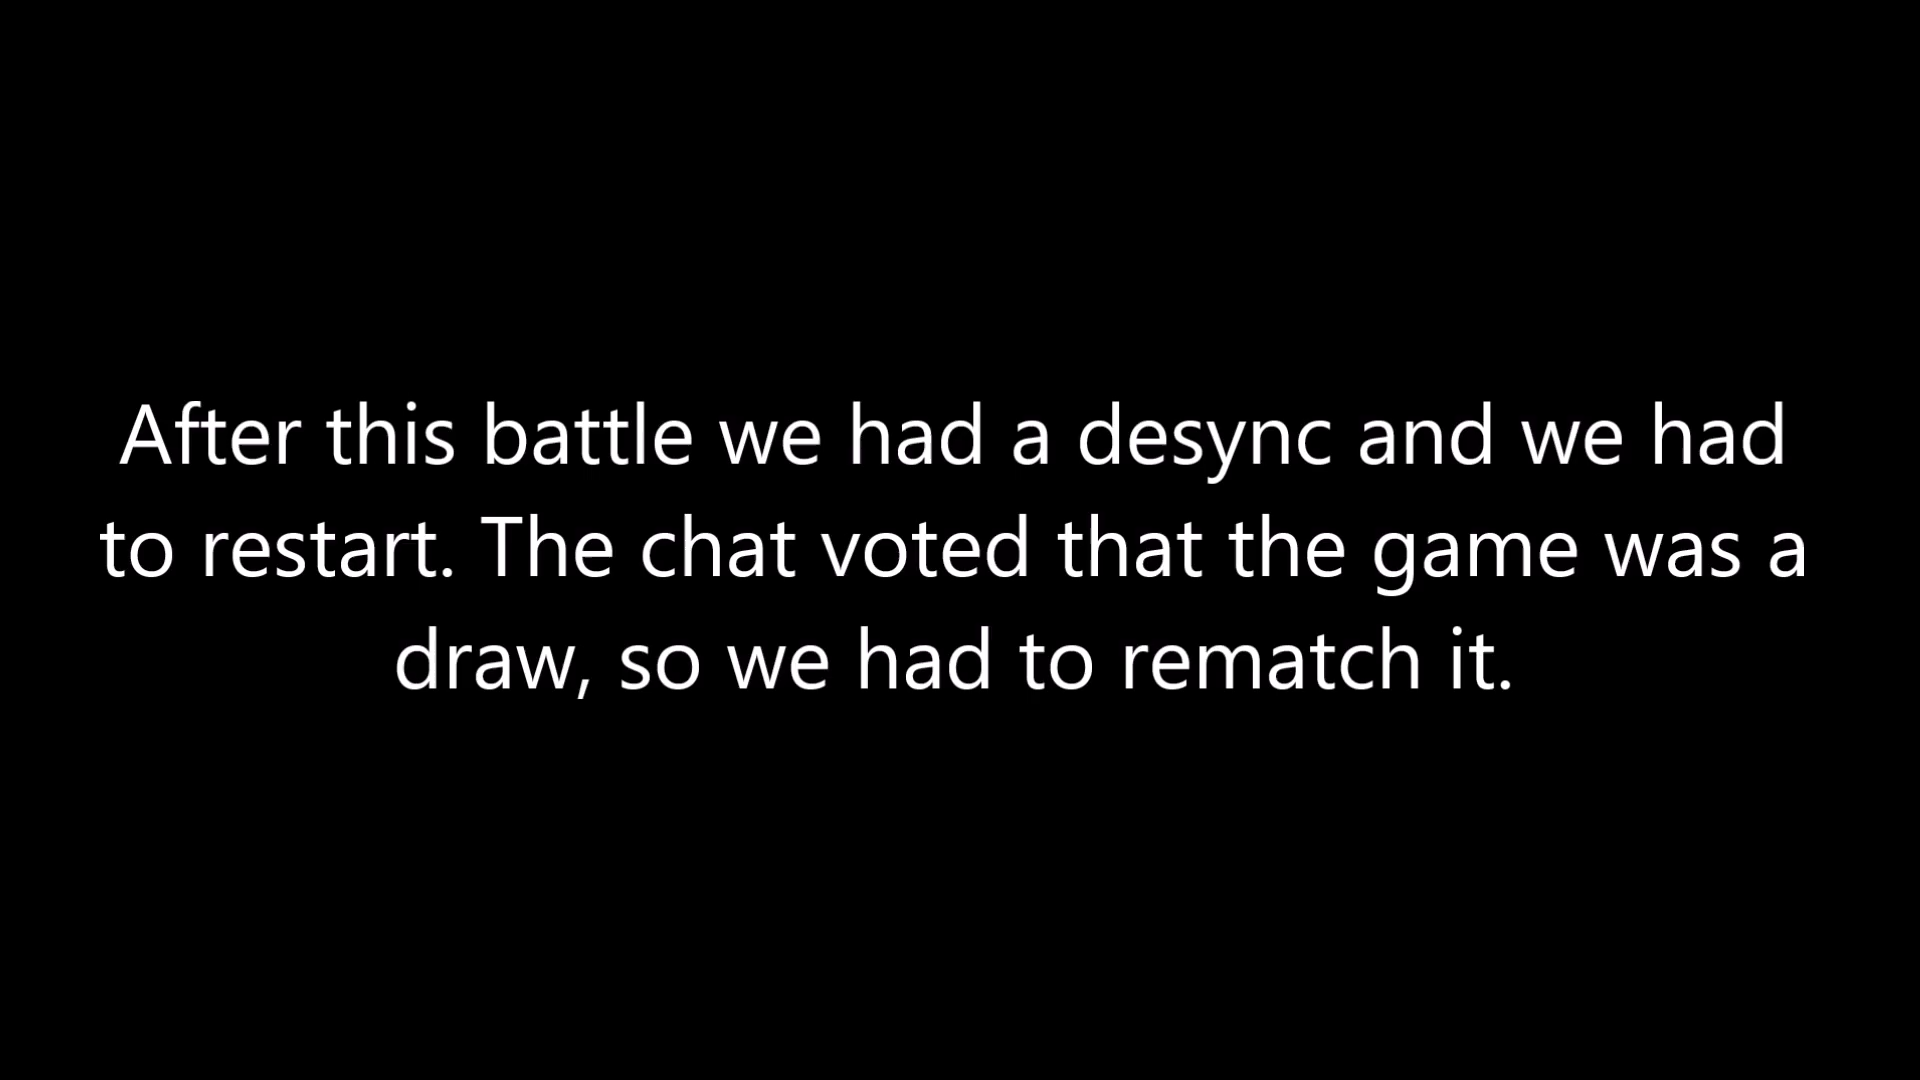 After this battle we had a desync and we had
to restart. The chat voted that the game was a
draw, so we had to rematch it.